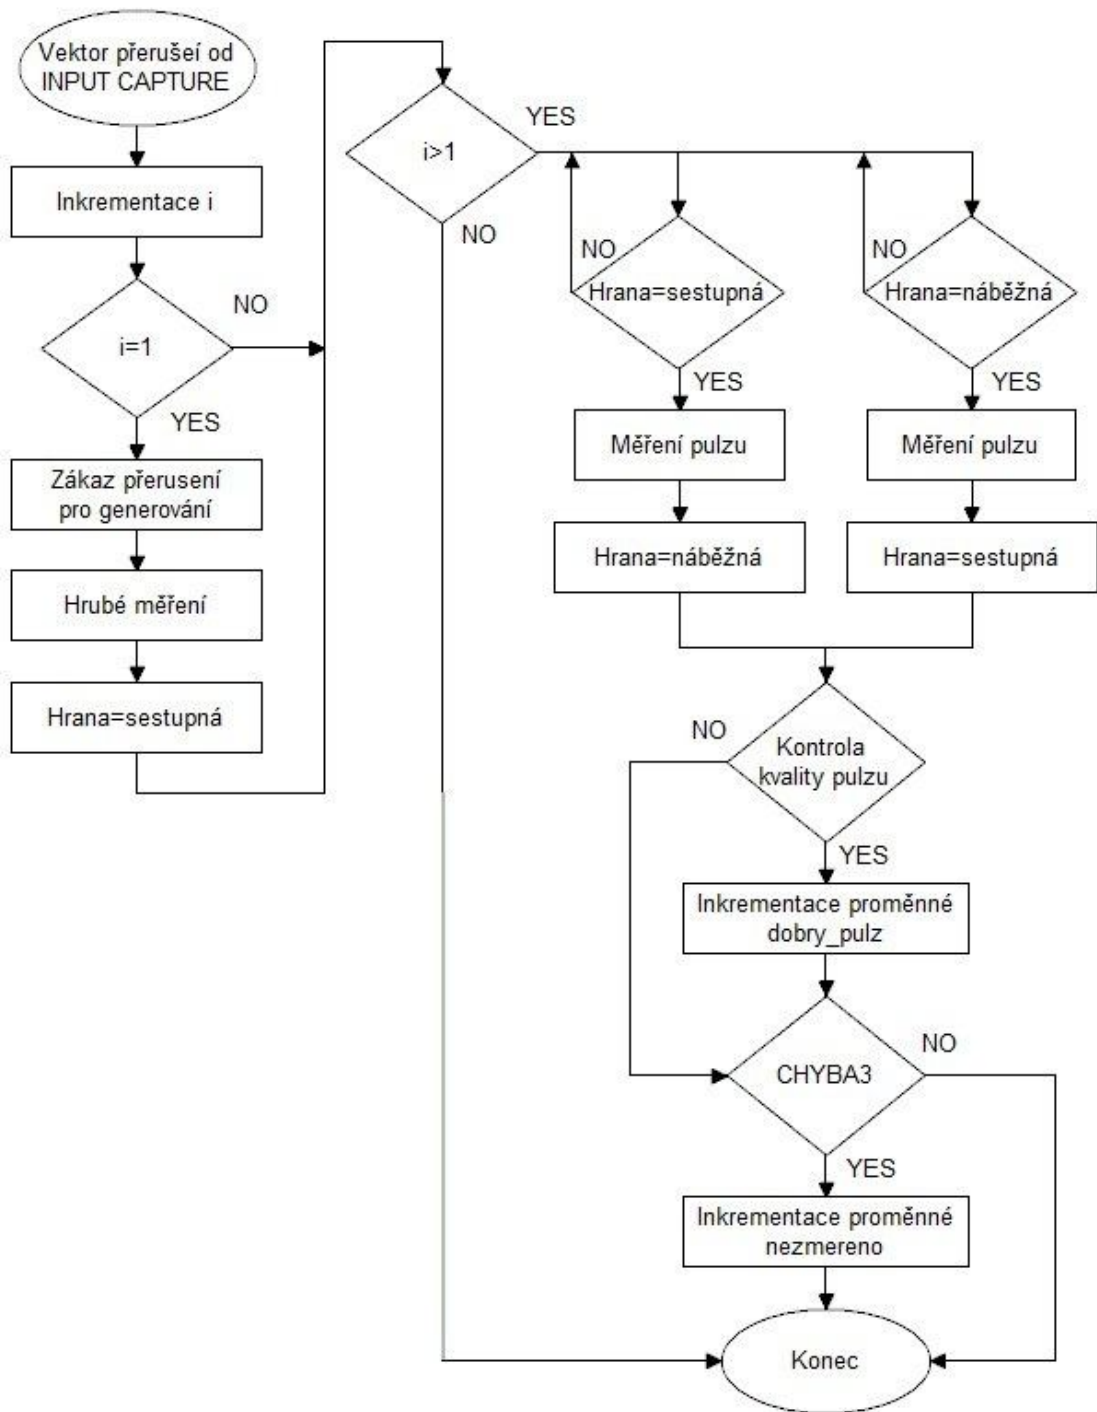 Vektor přerušeí od
INPUT CAPTURE
Inkrementace i
i=1
NO
YES
Zákaz přerusení
pro generování
Hrubé měření
Hrana=sestupná
i>1
YES
NO
Hrana=sestupná
NO
YES
Měření pulzu
Hrana=náběžná
Hrana=náběžná
NO
YES
Měření pulzu
Hrana=sestupná
Kontrola
kvality pulzu
NO
YES
Inkrementace proměnné
dobry_pulz
CHYBA3
NO
YES
Inkrementace proměnné
nezmereno
Konec